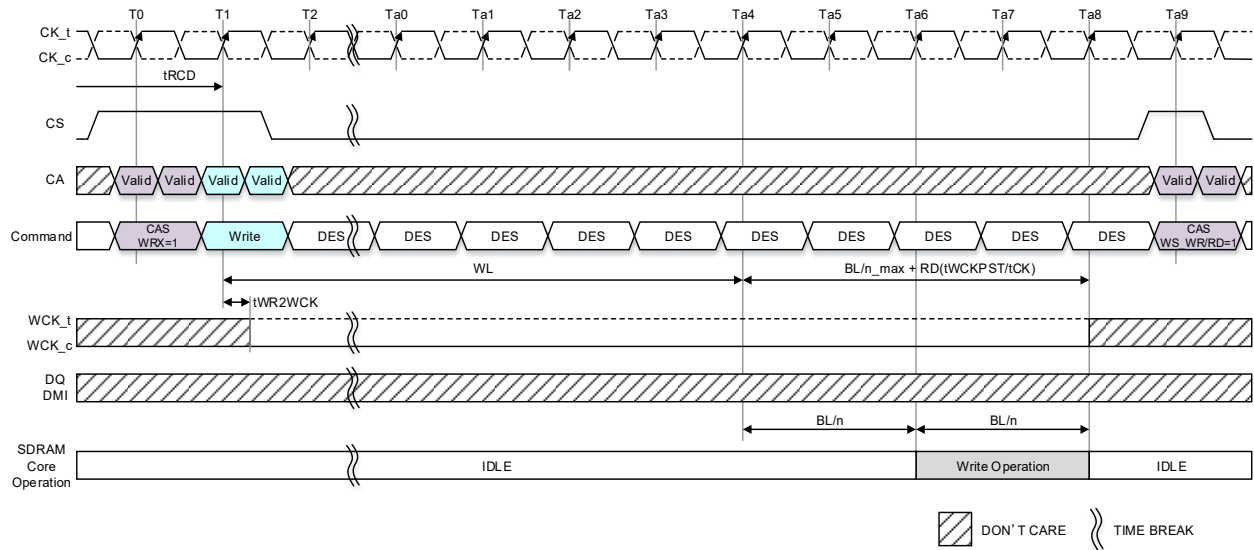 T0 T1 T2 Ta0 Ta1 Ta2 Ta3 Ta4 Ta5 Ta6 Ta7 Ta8 Ta9
CK_t
CK_c
tRCD
CS
CA Valid Valid Valid Valid Valid Valid
Command CAS WRX=1 Write DES DES DES DES DES DES DES DES DES DES CAS WS_WR/RD=1
WL BL/n_max + RD(tWCKPST/tCK)
tWR2WCK
WCK_t
WCK_c
DQ
DMI
BL/n BL/n
SDRAM
Core
Operation
IDLE Write Operation IDLE
DON'T CARE TIME BREAK